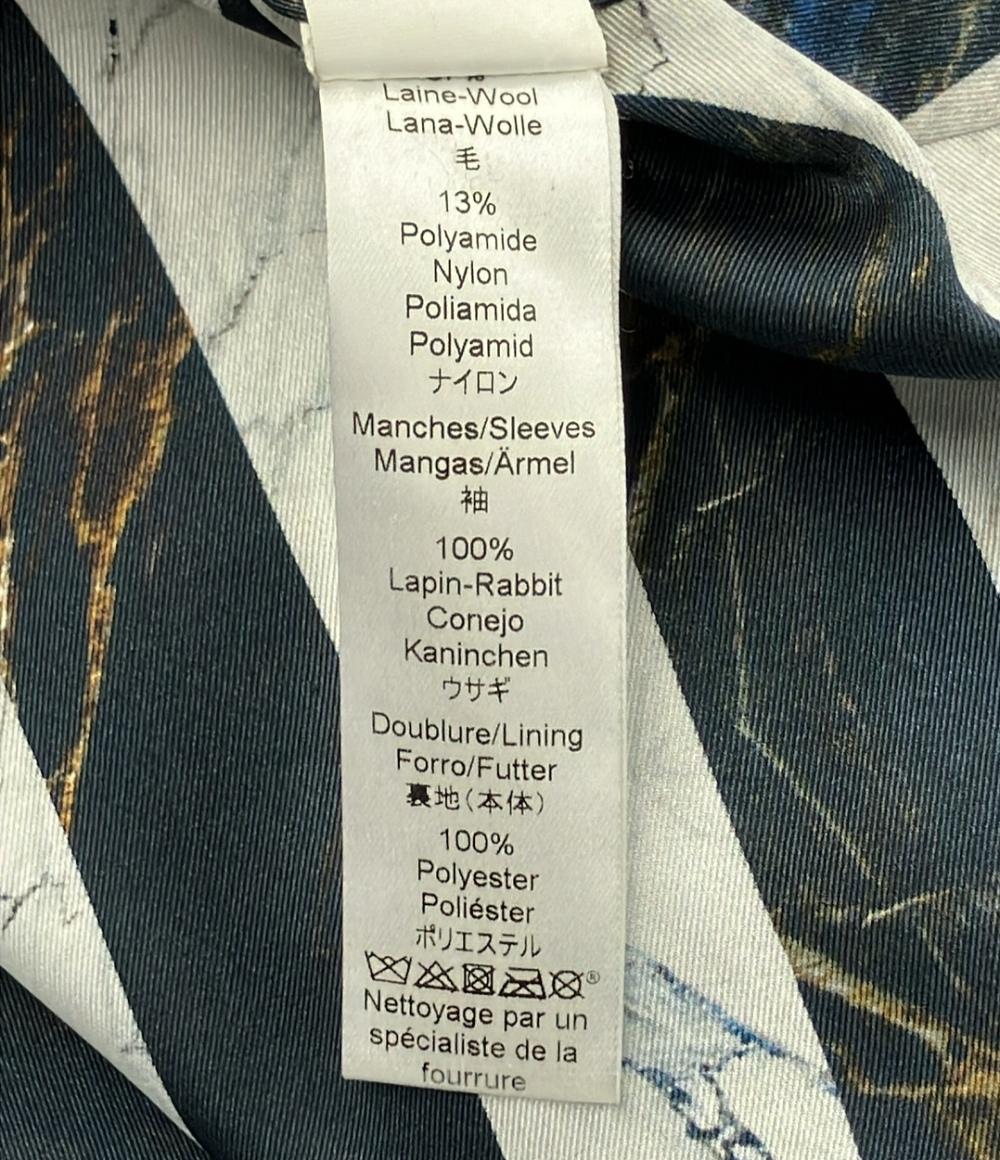 Laine-Wool
Lana-Wolle
毛
13%
Polyamide
Nylon
Poliamida
Polyamid
ナイロン
Manches/Sleeves
Mangas/Ärmel
袖
100%
Lapin-Rabbit
Conejo
Kaninchen
ウサギ
Doublure/Lining
Forro/Futter
裏地(本体)
100%
Polyester
Poliéster
ポリエステル
®
Nettoyage par un
spécialiste de la
fourrure